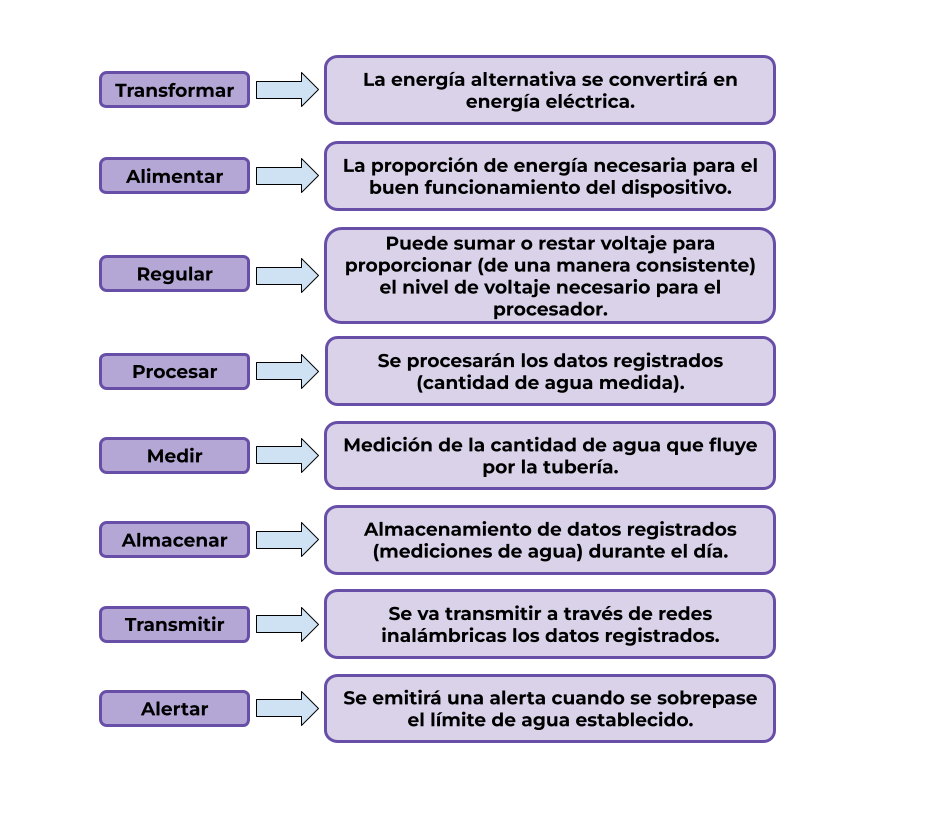 Transformar
La energía alternativa se convertirá en
energía eléctrica.
Alimentar
La proporción de energía necesaria para el
buen funcionamiento del dispositivo.
Regular
Puede sumar o restar voltaje para
proporcionar (de una manera consistente)
el nivel de voltaje necesario para el
procesador.
Procesar
Se procesarán los datos registrados
(cantidad de agua medida).
Medir
Medición de la cantidad de agua que fluye
por la tubería.
Almacenar
Almacenamiento de datos registrados
(mediciones de agua) durante el día.
Transmitir
Se va transmitir a través de redes
inalámbricas los datos registrados.
Alertar
Se emitirá una alerta cuando se sobrepase
el límite de agua establecido.